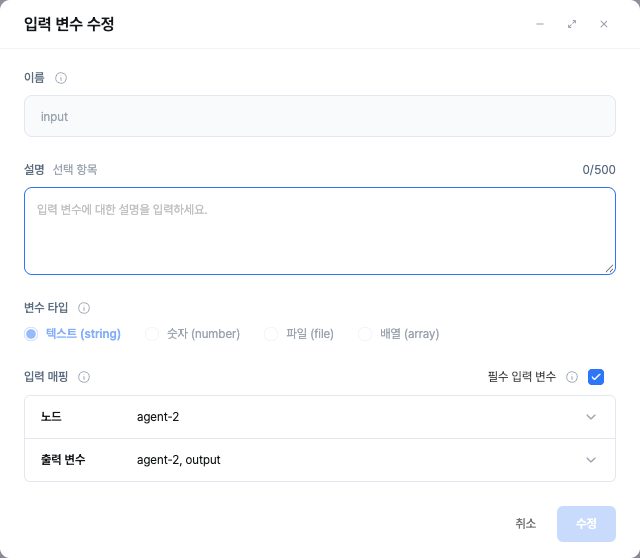 입력 변수 수정
이름
input
설명 선택 항목 0/500
입력 변수에 대한 설명을 입력하세요.
변수 타입
텍스트 (string) 숫자 (number) 파일 (file) 배열 (array)
입력 매핑 필수 입력 변수
노드 agent-2
출력 변수 agent-2, output
취소 수정